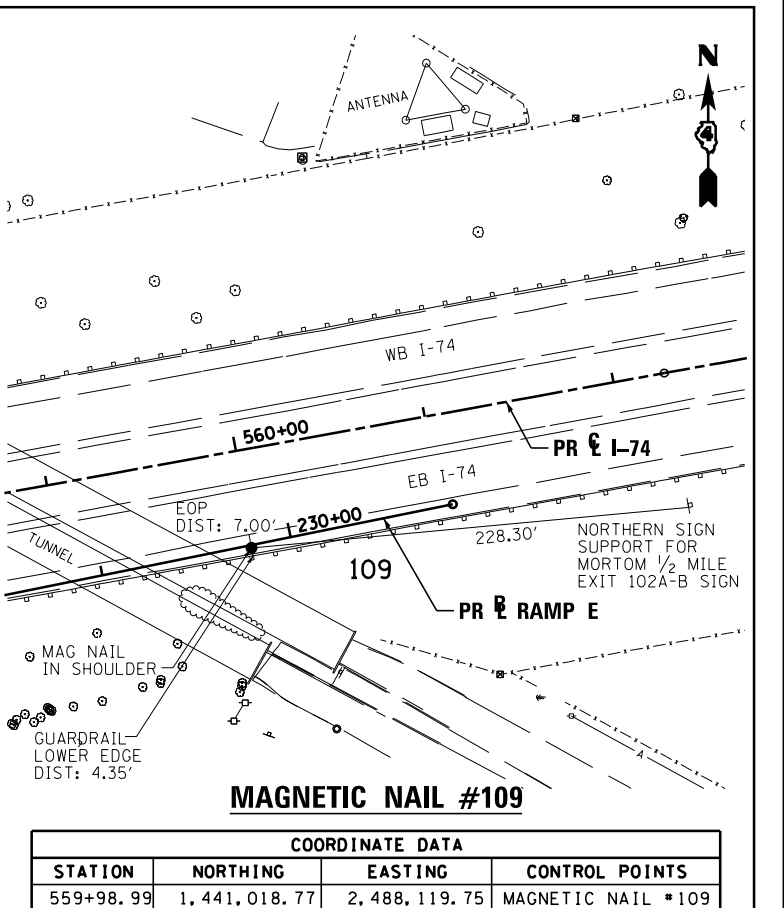 N
ANTENNA
4
WB I-74
560+00
PR ℄ I-74
EB I-74
EOP
DIST: 7.00'
230+00
228.30'
NORTHERN SIGN
SUPPORT FOR
MORTOM 1/2 MILE
EXIT 102A-B SIGN
TUNNEL
109
PR BL RAMP E
MAG NAIL
IN SHOULDER
GUARDRAIL
LOWER EDGE
DIST: 4.35'
A
MAGNETIC NAIL #109
COORDINATE DATA
STATION NORTHING EASTING CONTROL POINTS
559+98.99 1,441,018.77 2,488,119.75 MAGNETIC NAIL #109